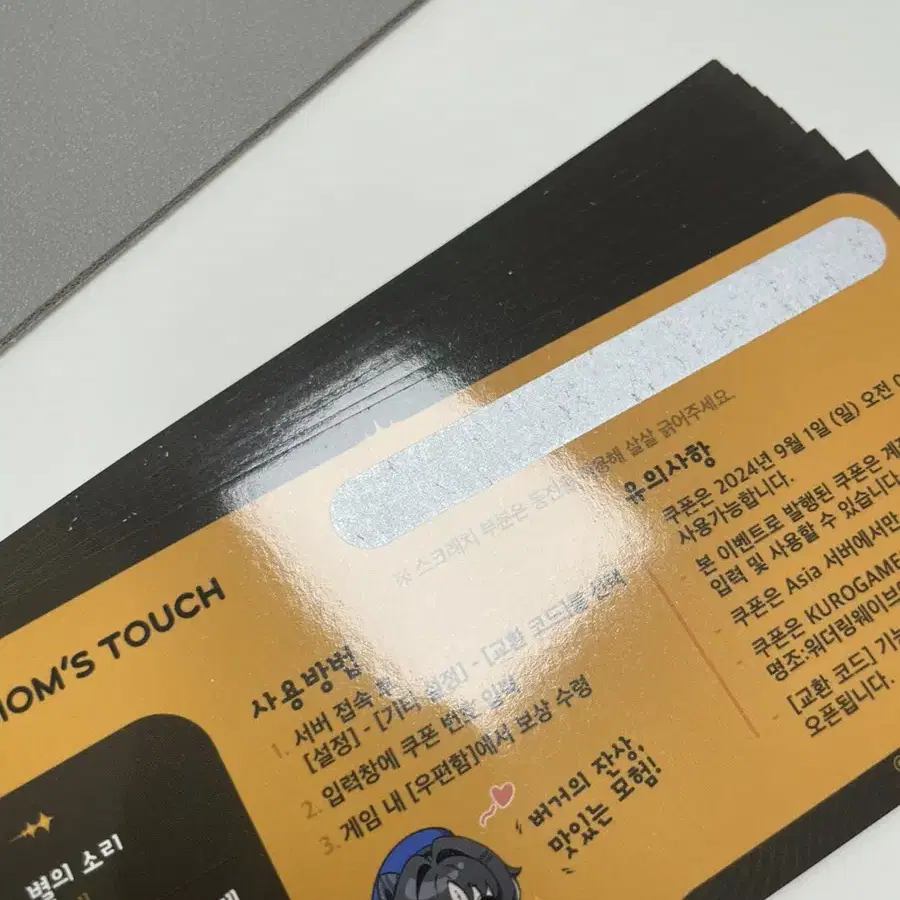 ※ 스크래치 부분은 동전을 살살 긁어주세요.
MOM'S TOUCH
별의 소리
사용방법
1. 서버 접속
[설정] - [기타 설정] - [교환 코드]를 선택
2. 입력창에 쿠폰 번호 입력
3. 게임 내 [우편함]에서 보상 수령
버거의 잔상,
맛있는 모험!
유의사항
쿠폰은 2024년 9월 1일 (일) 오전
사용가능합니다.
본 이벤트로 발행된 쿠폰은
입력 및 사용할 수 있습니다
쿠폰은 Asia 서버에서만
쿠폰은 KUROGAME
명조:워더링웨이브
[교환 코드]
오픈됩니다.